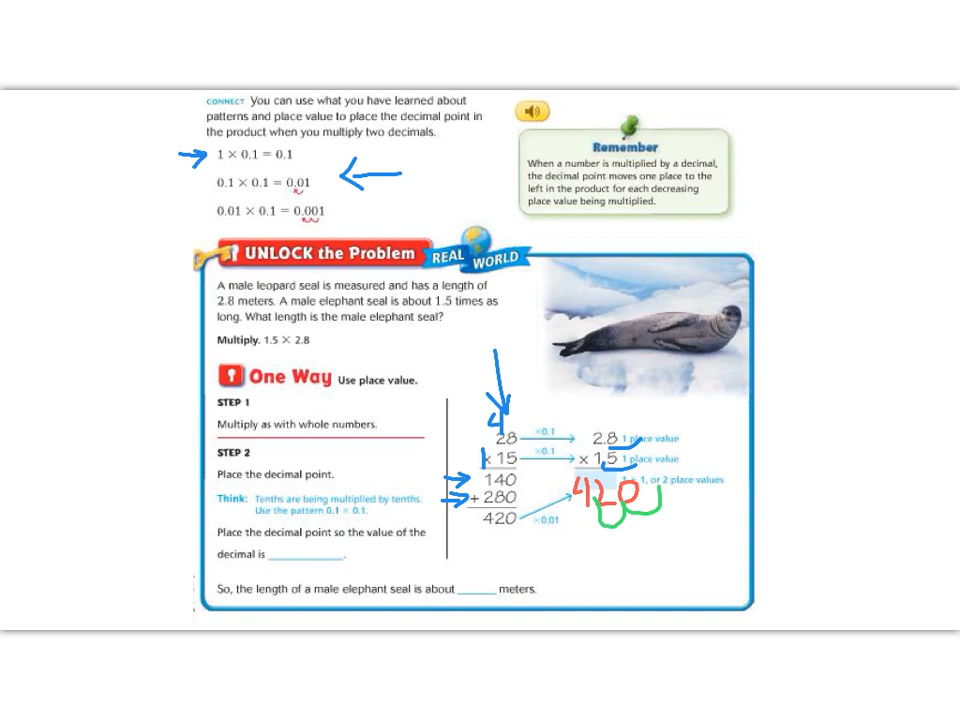 CONNECT You can use what you have learned about
patterns and place value to place the decimal point in
the product when you multiply two decimals.
1 × 0.1 = 0.1
0.1 × 0.1 = 0.01
0.01 × 0.1 = 0.001
Remember
When a number is multiplied by a decimal,
the decimal point moves one place to the
left in the product for each decreasing
place value being multiplied.
UNLOCK the Problem REAL WORLD
A male leopard seal is measured and has a length of
2.8 meters. A male elephant seal is about 1.5 times as
long. What length is the male elephant seal?
Multiply. 1.5 × 2.8
One Way Use place value.
STEP 1
Multiply as with whole numbers.
STEP 2
Place the decimal point.
Think: Tenths are being multiplied by tenths.
Use the pattern 0.1 × 0.1.
Place the decimal point so the value of the
decimal is ____________.
4
28 ×0.1 2.8 1 place value
× 15 ×0.1 × 1.5 1 place value
140 420 1 + 1, or 2 place values
+ 280
420 ×0.01
So, the length of a male elephant seal is about ______ meters.